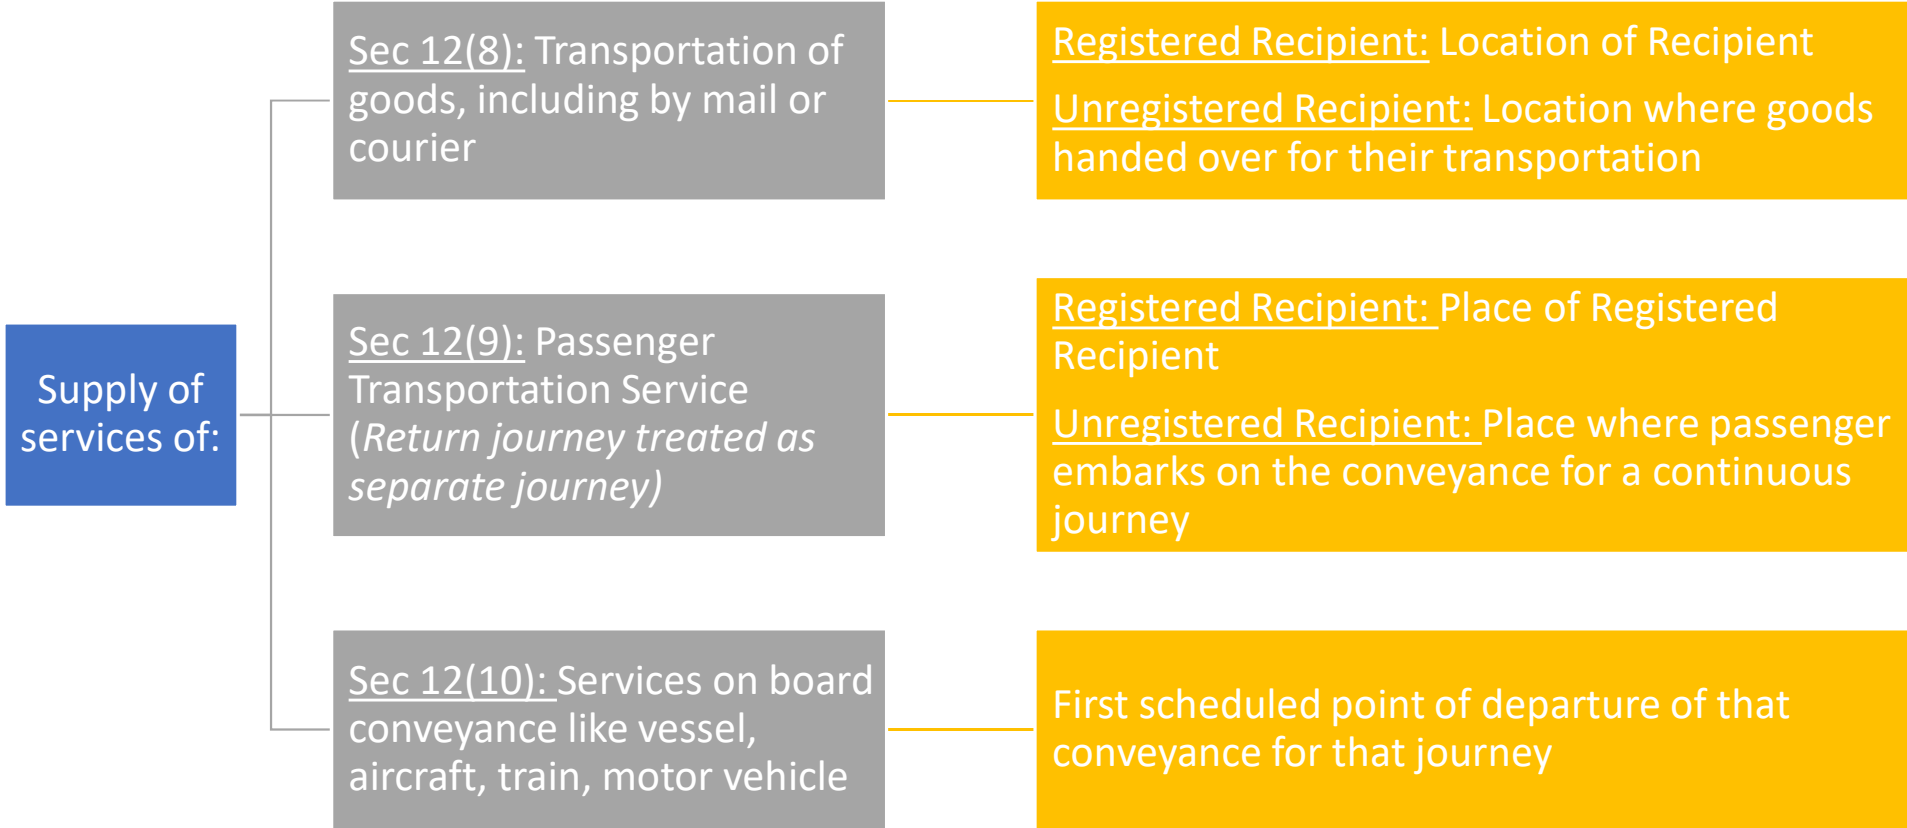 Supply of
services of:
Sec 12(8): Transportation of
goods, including by mail or
courier
Registered Recipient: Location of Recipient
Unregistered Recipient: Location where goods
handed over for their transportation
Sec 12(9): Passenger
Transportation Service
(Return journey treated as
separate journey)
Registered Recipient: Place of Registered
Recipient
Unregistered Recipient: Place where passenger
embarks on the conveyance for a continuous
journey
Sec 12(10): Services on board
conveyance like vessel,
aircraft, train, motor vehicle
First scheduled point of departure of that
conveyance for that journey